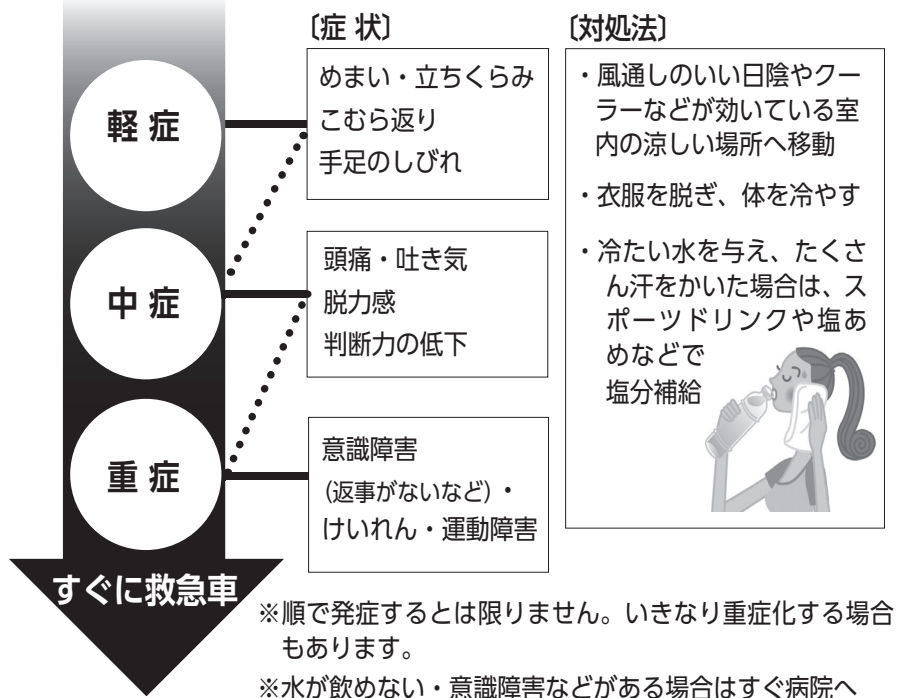 〔症 状〕
軽 症
めまい・立ちくらみ
こむら返り
手足のしびれ
中 症
頭痛・吐き気
脱力感
判断力の低下
重 症
意識障害
(返事がないなど)・
けいれん・運動障害
すぐに救急車
〔対処法〕
・風通しのいい日陰やクー
ラーなどが効いている室
内の涼しい場所へ移動
・衣服を脱ぎ、体を冷やす
・冷たい水を与え、たくさ
ん汗をかいた場合は、ス
ポーツドリンクや塩あ
めなどで
塩分補給
※順で発症するとは限りません。いきなり重症化する場合
もあります。
※水が飲めない・意識障害などがある場合はすぐ病院へ